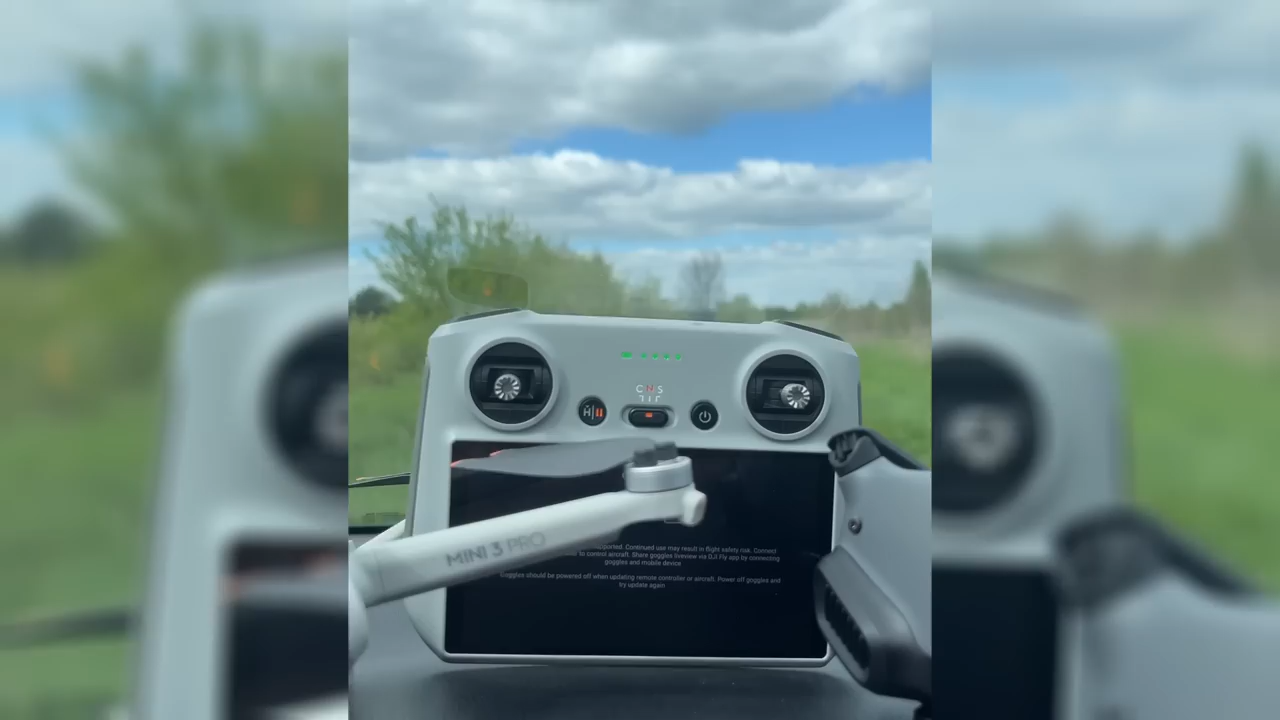 C N S
MINI 3 PRO
supported. Continued use may result in flight safety risk. Connect
to control aircraft. Share goggles liveview via DJI Fly app by connecting
goggles and mobile device
Goggles should be powered off when updating remote controller or aircraft. Power off goggles and
try update again